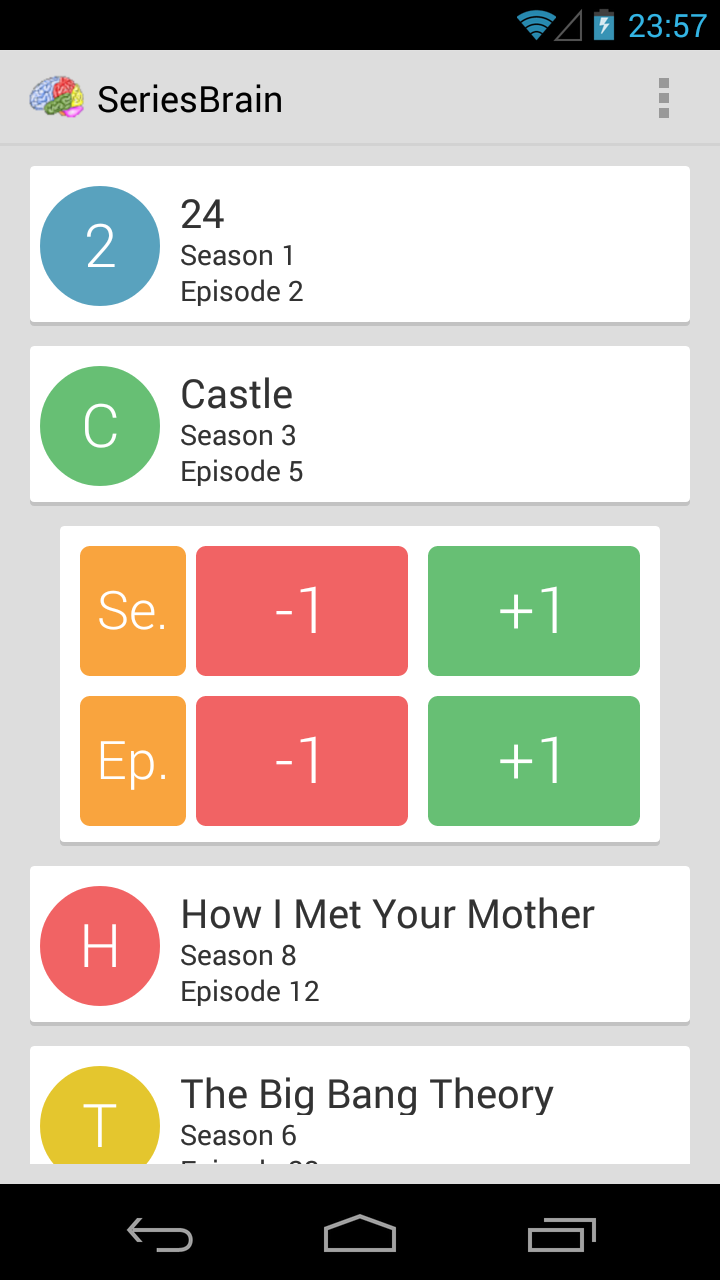 23:57
SeriesBrain
2
24
Season 1
Episode 2
C
Castle
Season 3
Episode 5
Se.
-1
+1
Ep.
-1
+1
H
How I Met Your Mother
Season 8
Episode 12
T
The Big Bang Theory
Season 6